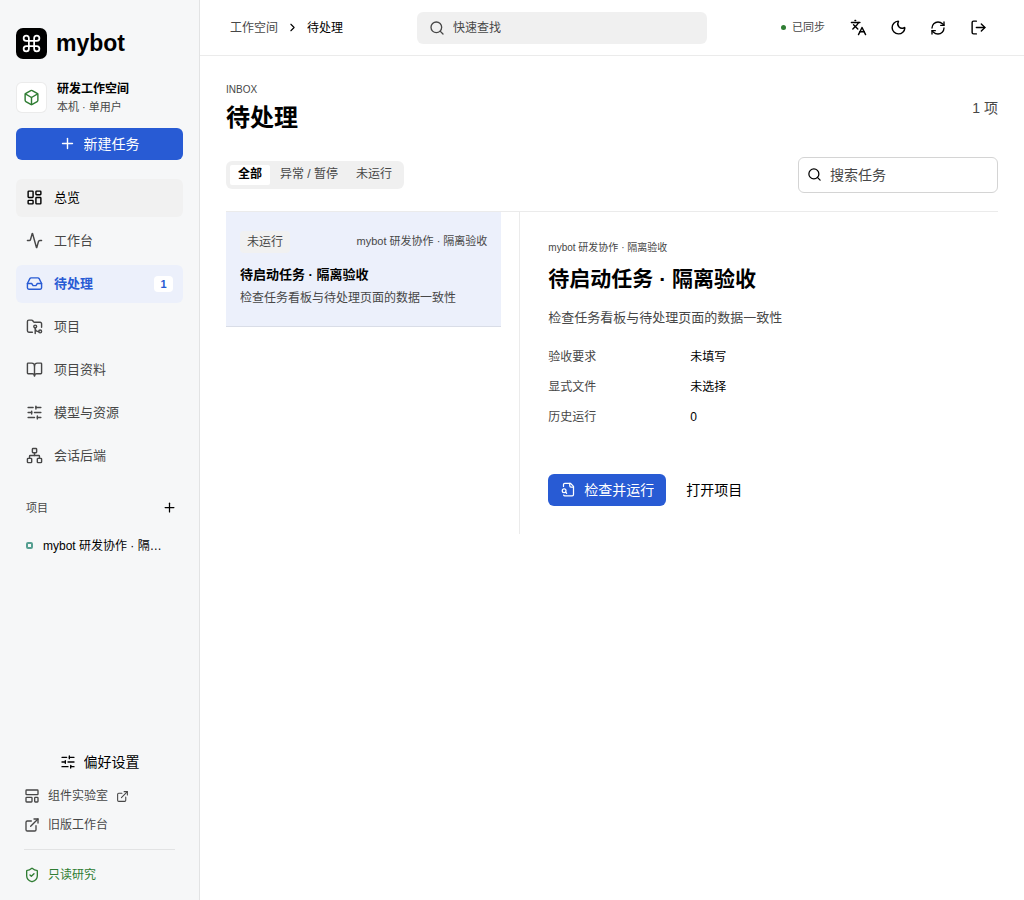 mybot
研发工作空间
本机 · 单用户
新建任务
总览
工作台
待处理 1
项目
项目资料
模型与资源
会话后端
项目
mybot 研发协作 · 隔…
偏好设置
组件实验室
旧版工作台
只读研究
工作空间 待处理
快速查找
已同步
INBOX
待处理
1 项
全部 异常 / 暂停 未运行
搜索任务
未运行 mybot 研发协作 · 隔离验收
待启动任务 · 隔离验收
检查任务看板与待处理页面的数据一致性
mybot 研发协作 · 隔离验收
待启动任务 · 隔离验收
检查任务看板与待处理页面的数据一致性
验收要求 未填写
显式文件 未选择
历史运行 0
检查并运行 打开项目